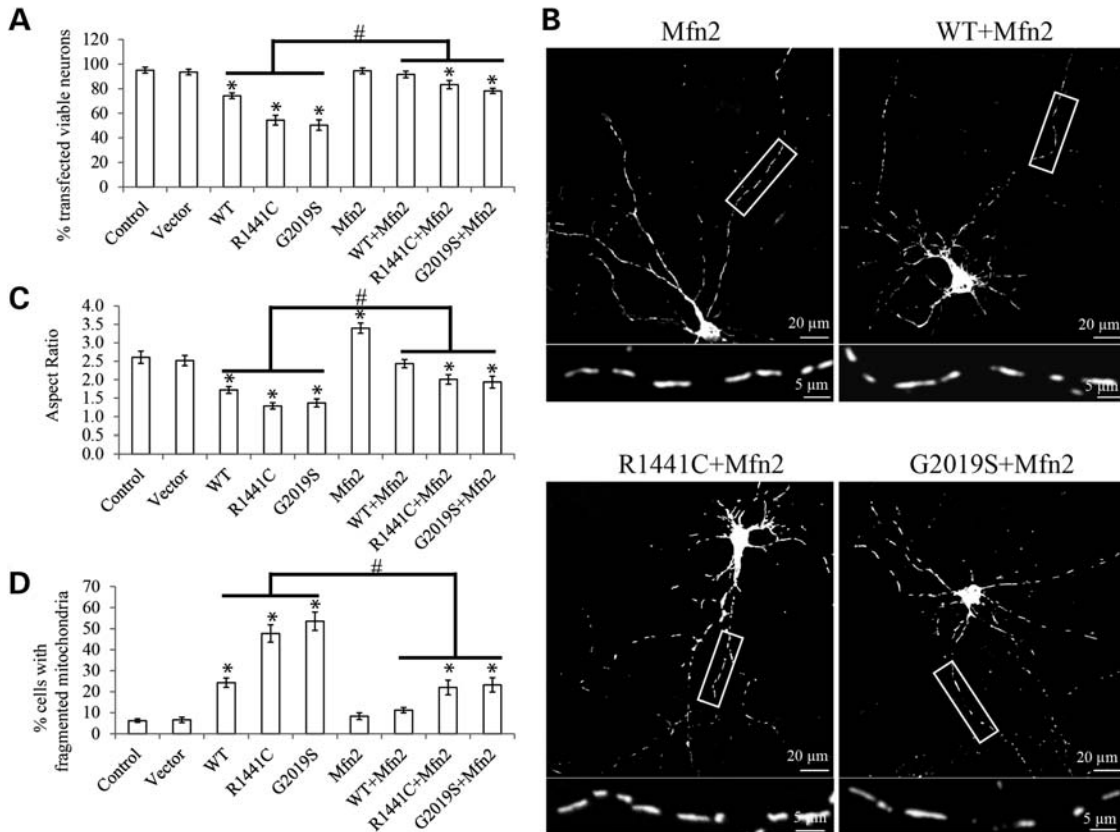 A
#
120
100
80
60
40
20
0
% transfected viable neurons
* * * * *
Control Vector WT R1441C G2019S Mfn2 WT+Mfn2 R1441C+Mfn2 G2019S+Mfn2
C
#
4.0
3.5
3.0
2.5
2.0
1.5
1.0
0.5
0.0
Aspect Ratio
* * * * * *
Control Vector WT R1441C G2019S Mfn2 WT+Mfn2 R1441C+Mfn2 G2019S+Mfn2
D
#
70
60
50
40
30
20
10
0
% cells with
fragmented mitochondria
* * * * *
Control Vector WT R1441C G2019S Mfn2 WT+Mfn2 R1441C+Mfn2 G2019S+Mfn2
B
Mfn2
20 µm
5 µm
WT+Mfn2
20 µm
5 µm
R1441C+Mfn2
20 µm
5 µm
G2019S+Mfn2
20 µm
5 µm